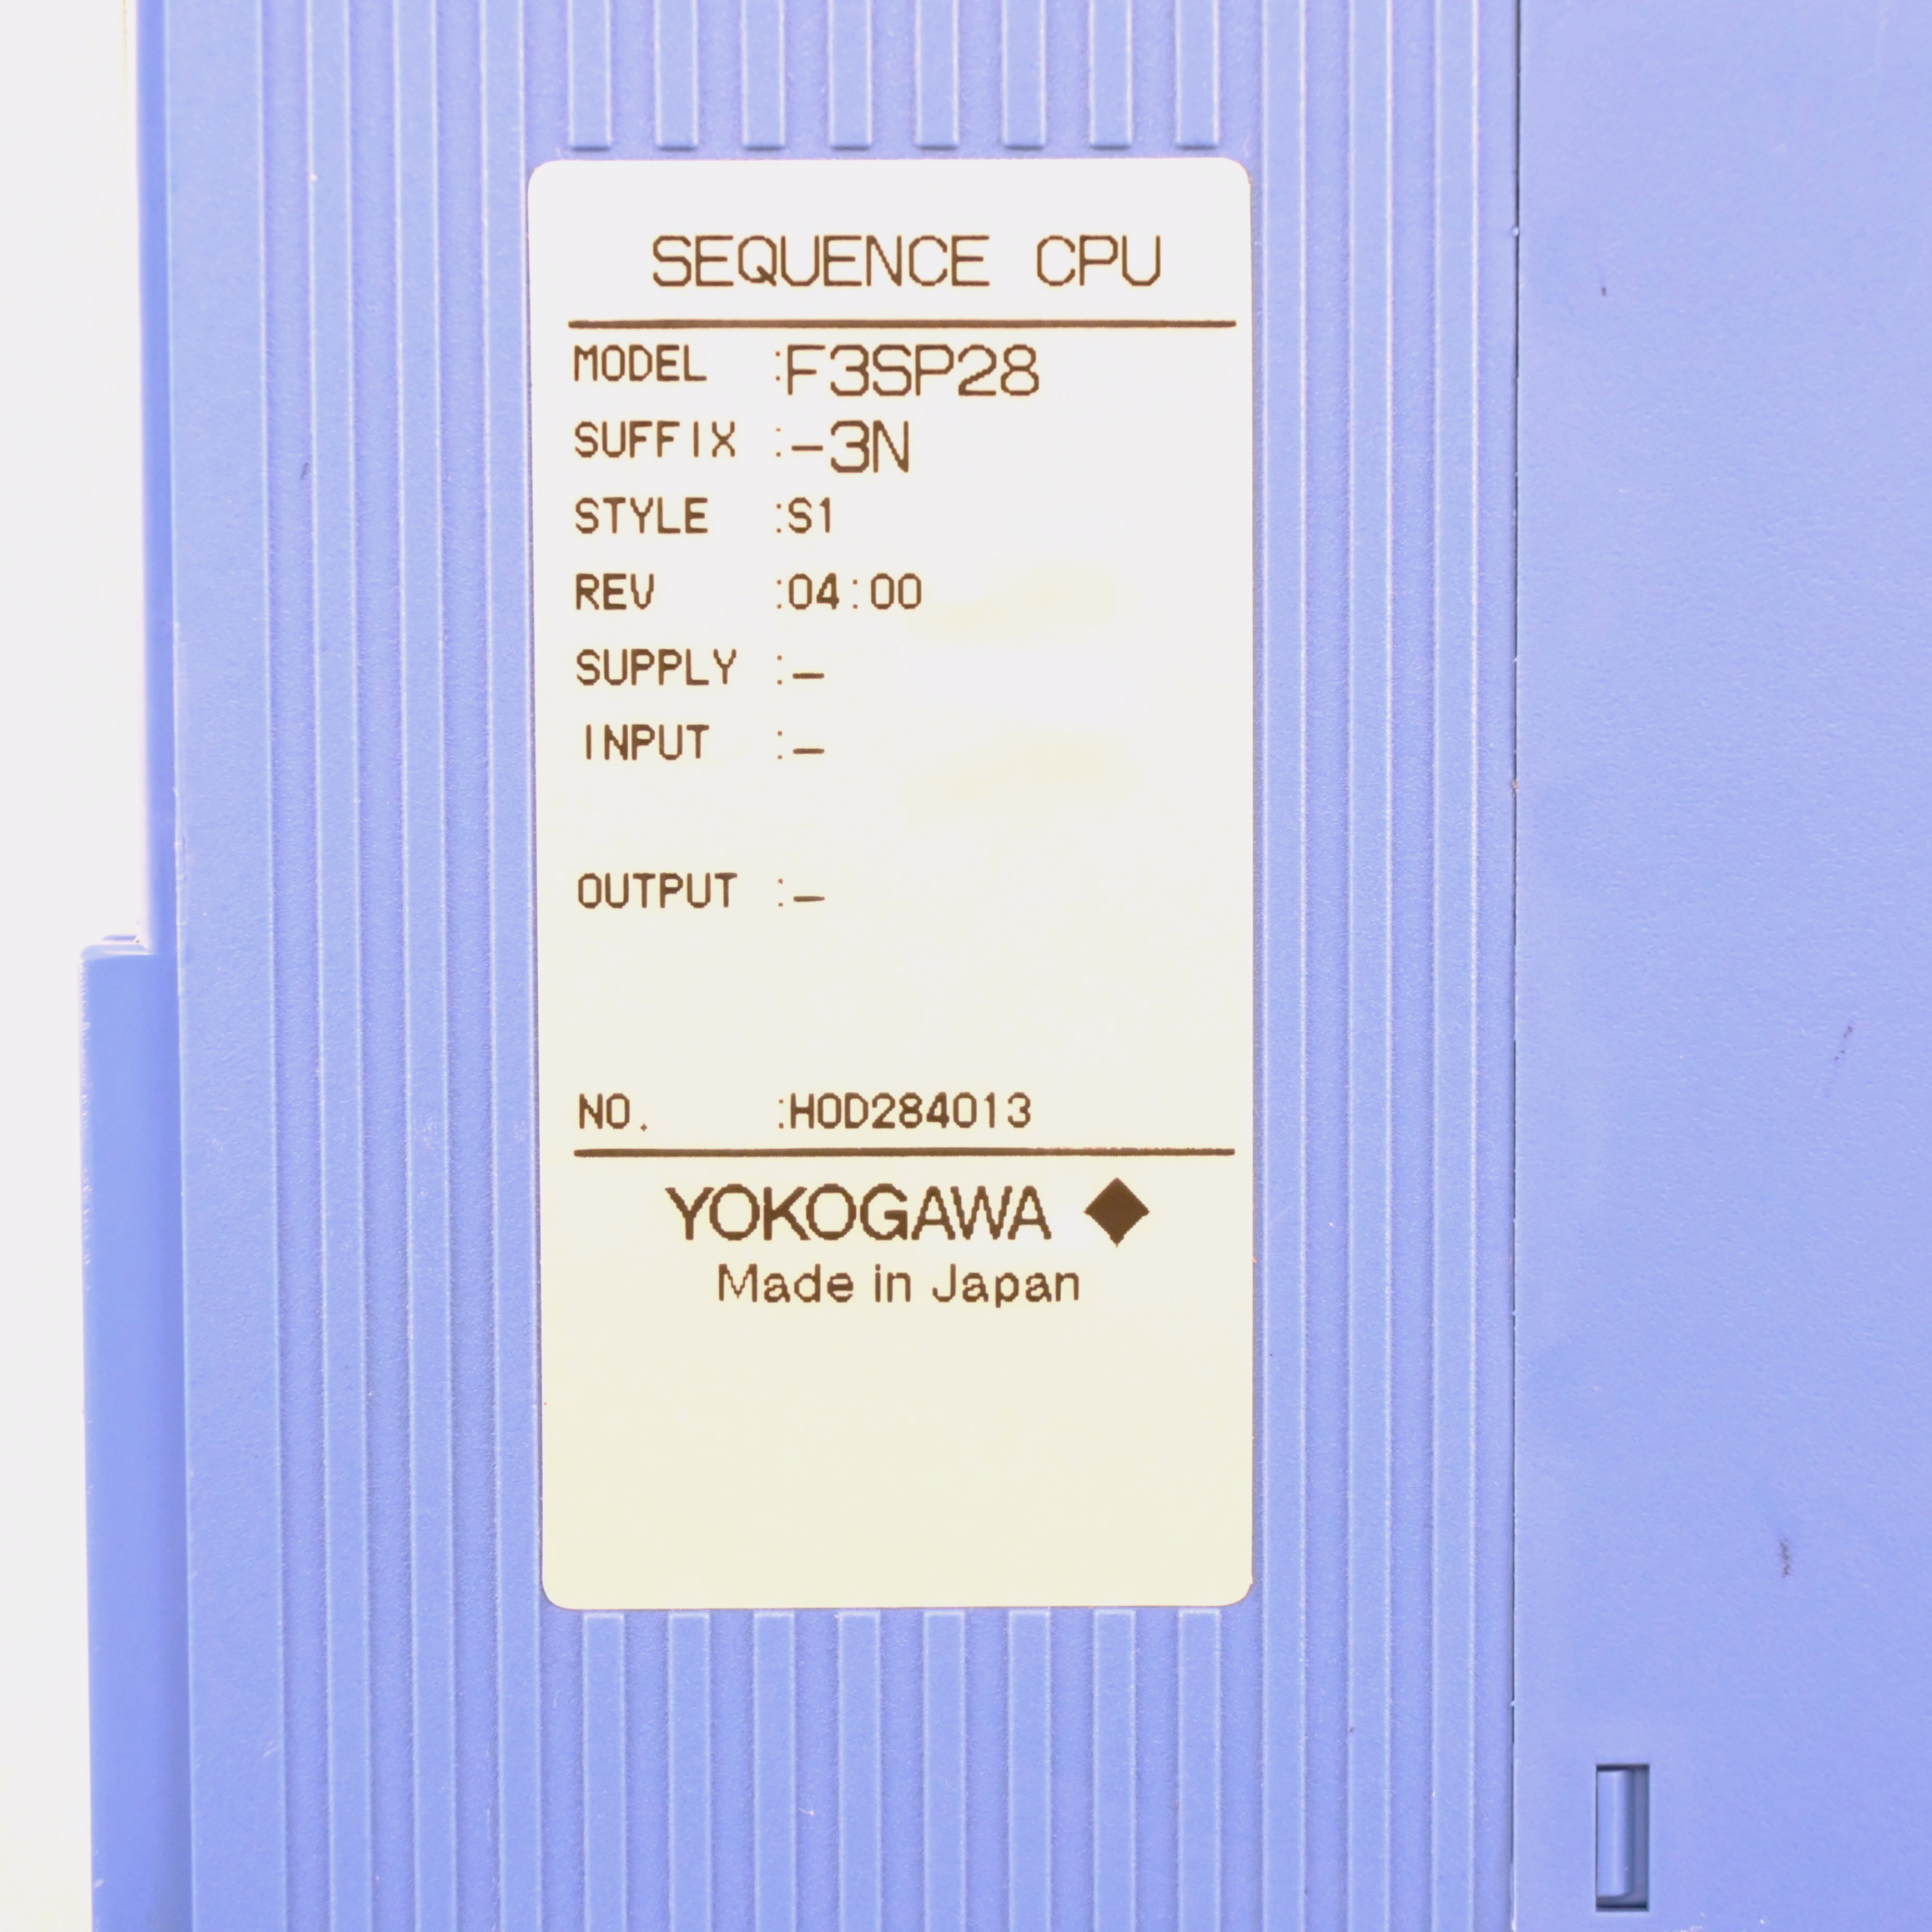 SEQUENCE CPU
MODEL :F3SP28
SUFFIX :-3N
STYLE :S1
REV :04:00
SUPPLY :-
INPUT :-
OUTPUT :-
NO. :H0D284013
YOKOGAWA ◆
Made in Japan